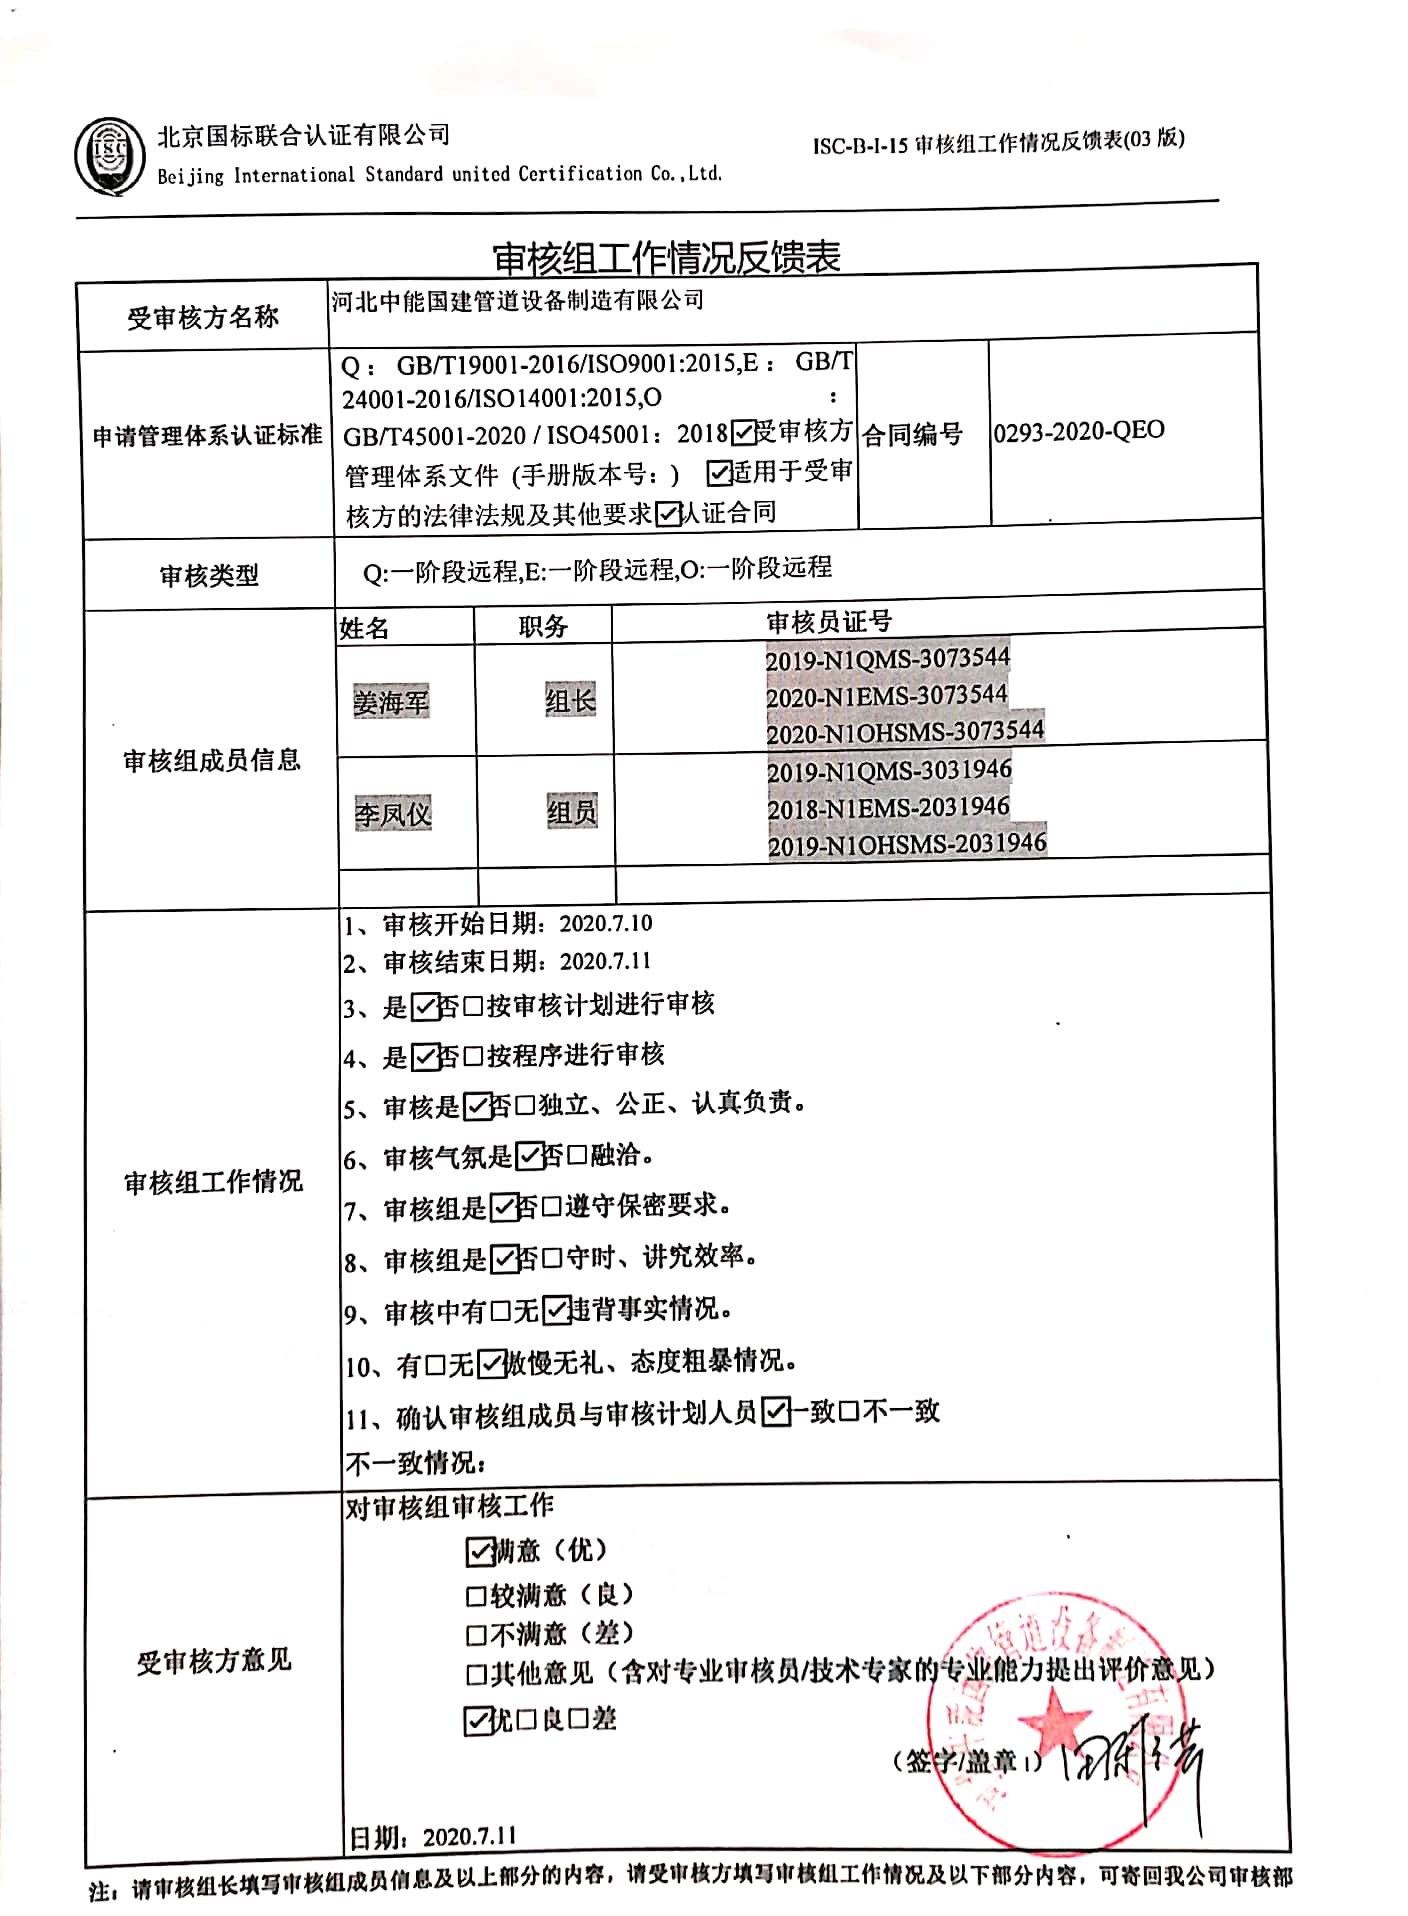 ISC
北京国标联合认证有限公司
Beijing International Standard united Certification Co.,Ltd.
ISC-B-I-15 审核组工作情况反馈表(03 版)
审核组工作情况反馈表
受审核方名称
河北中能国建管道设备制造有限公司
申请管理体系认证标准
Q: GB/T19001-2016/ISO9001:2015,E: GB/T
24001-2016/ISO14001:2015,O :
GB/T45001-2020 / ISO45001: 2018☑受审核方
管理体系文件 (手册版本号: ) ☑适用于受审
核方的法律法规及其他要求☑认证合同
合同编号
0293-2020-QEO
审核类型
Q:一阶段远程,E:一阶段远程,O:一阶段远程
审核组成员信息
姓名 职务 审核员证号
姜海军 组长
2019-N1QMS-3073544
2020-N1EMS-3073544
2020-N1OHSMS-3073544
李凤仪 组员
2019-N1QMS-3031946
2018-N1EMS-2031946
2019-N1OHSMS-2031946
审核组工作情况
1、审核开始日期: 2020.7.10
2、审核结束日期: 2020.7.11
3、是☑否☐按审核计划进行审核
4、是☑否☐按程序进行审核
5、审核是☑否☐独立、公正、认真负责。
6、审核气氛是☑否☐融洽。
7、审核组是☑否☐遵守保密要求。
8、审核组是☑否☐守时、讲究效率。
9、审核中有☐无☑违背事实情况。
10、有☐无☑傲慢无礼、态度粗暴情况。
11、确认审核组成员与审核计划人员☑一致☐不一致
不一致情况:
受审核方意见
对审核组审核工作
☑满意（优）
☐较满意（良）
☐不满意（差）
☐其他意见（含对专业审核员/技术专家的专业能力提出评价意见）
☑优☐良☐差
（签字/盖章:）
日期: 2020.7.11
注: 请审核组长填写审核组成员信息及以上部分的内容，请受审核方填写审核组工作情况及以下部分内容，可寄回我公司审核部